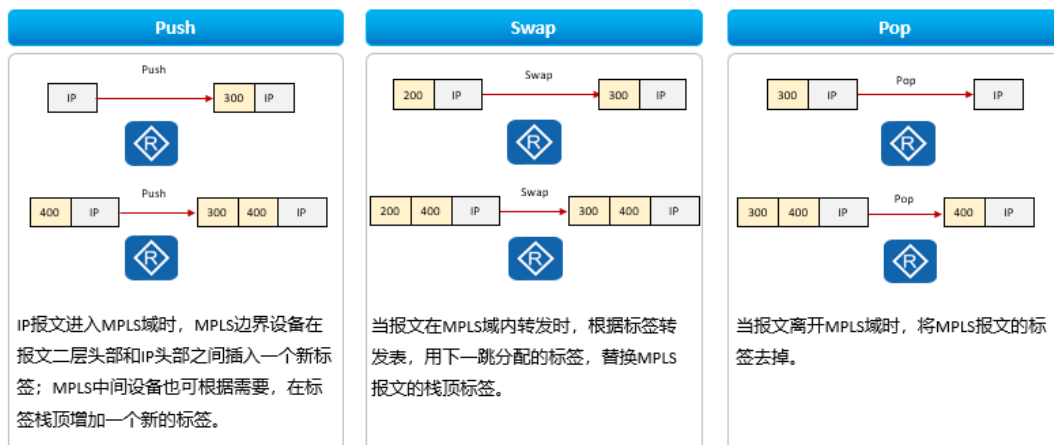 Push
Push
IP 300 IP
R
Push
400 IP 300 400 IP
R
IP报文进入MPLS域时，MPLS边界设备在
报文二层头部和IP头部之间插入一个新标
签；MPLS中间设备也可根据需要，在标
签栈顶增加一个新的标签。
Swap
Swap
200 IP 300 IP
R
Swap
200 400 IP 300 400 IP
R
当报文在MPLS域内转发时，根据标签转
发表，用下一跳分配的标签，替换MPLS
报文的栈顶标签。
Pop
Pop
300 IP IP
R
Pop
300 400 IP 400 IP
R
当报文离开MPLS域时，将MPLS报文的标
签去掉。